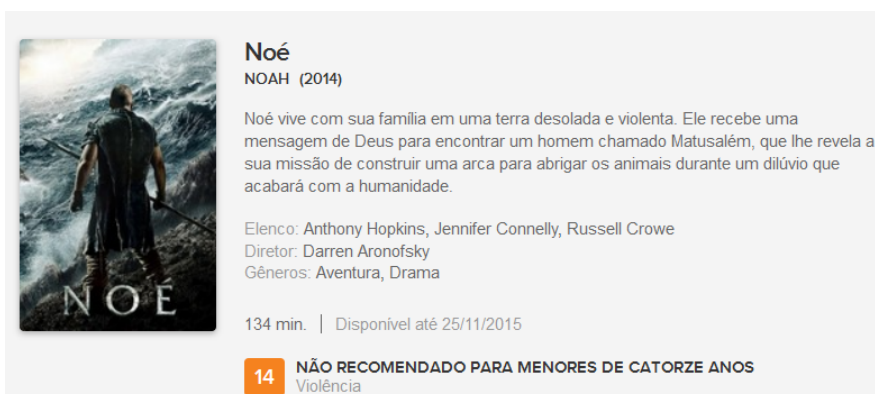 Noé
NOAH (2014)
Noé vive com sua família em uma terra desolada e violenta. Ele recebe uma
mensagem de Deus para encontrar um homem chamado Matusalém, que lhe revela a
sua missão de construir uma arca para abrigar os animais durante um dilúvio que
acabará com a humanidade.
Elenco: Anthony Hopkins, Jennifer Connelly, Russell Crowe
Diretor: Darren Aronofsky
Gêneros: Aventura, Drama
NOÉ
134 min. | Disponível até 25/11/2015
14 NÃO RECOMENDADO PARA MENORES DE CATORZE ANOS
Violência